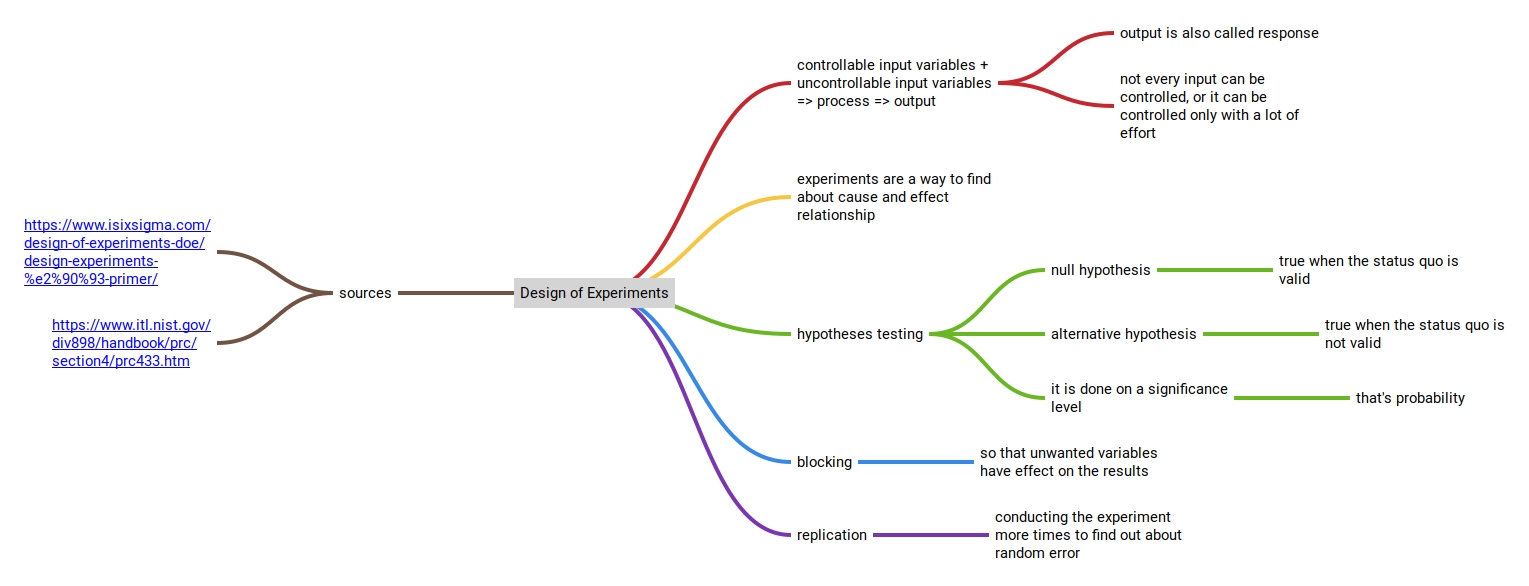 Design of Experiments
controllable input variables +
uncontrollable input variables
=> process => output
output is also called response
not every input can be
controlled, or it can be
controlled only with a lot of
effort
experiments are a way to find
about cause and effect
relationship
hypotheses testing
null hypothesis
true when the status quo is
valid
alternative hypothesis
true when the status quo is
not valid
it is done on a significance
level
that's probability
blocking
so that unwanted variables
have effect on the results
replication
conducting the experiment
more times to find out about
random error
sources
https://www.isixsigma.com/
design-of-experiments-doe/
design-experiments-
%e2%90%93-primer/
https://www.itl.nist.gov/
div898/handbook/prc/
section4/prc433.htm